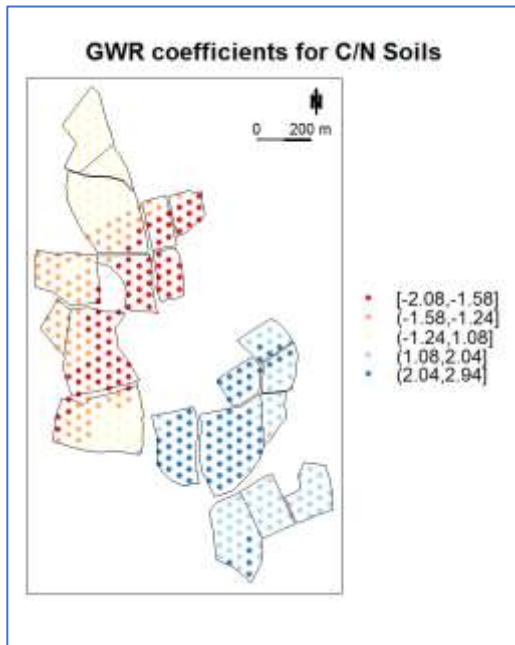 GWR coefficients for C/N Soils
N
0 200 m
[-2.08,-1.58]
(-1.58,-1.24]
(-1.24,1.08]
(1.08,2.04]
(2.04,2.94]